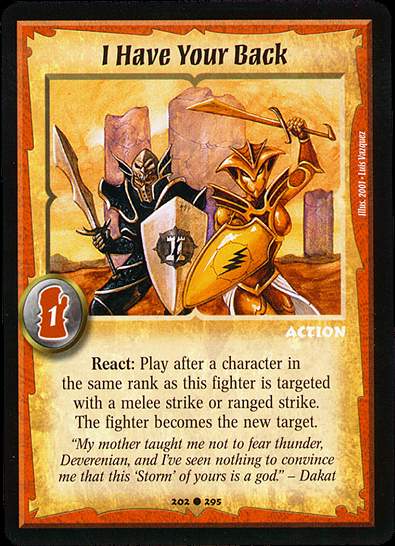 I Have Your Back
Illus. 2001 • Luis Vazquez
ACTION
1
React: Play after a character in
the same rank as this fighter is targeted
with a melee strike or ranged strike.
The fighter becomes the new target.
"My mother taught me not to fear thunder,
Deverenian, and I've seen nothing to convince
me that this 'Storm' of yours is a god." – Dakat
202 ● 295